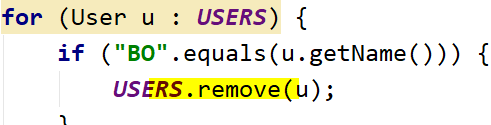 for (User u : USERS) {
if ("BO".equals(u.getName())) {
USERS.remove(u);
}